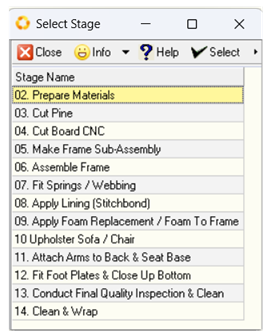 Select Stage
Close Info Help Select
Stage Name
02. Prepare Materials
03. Cut Pine
04. Cut Board CNC
05. Make Frame Sub-Assembly
06. Assemble Frame
07. Fit Springs / Webbing
08. Apply Lining (Stitchbond)
09. Apply Foam Replacement / Foam To Frame
10 Upholster Sofa / Chair
11. Attach Arms to Back & Seat Base
12. Fit Foot Plates & Close Up Bottom
13. Conduct Final Quality Inspection & Clean
14. Clean & Wrap